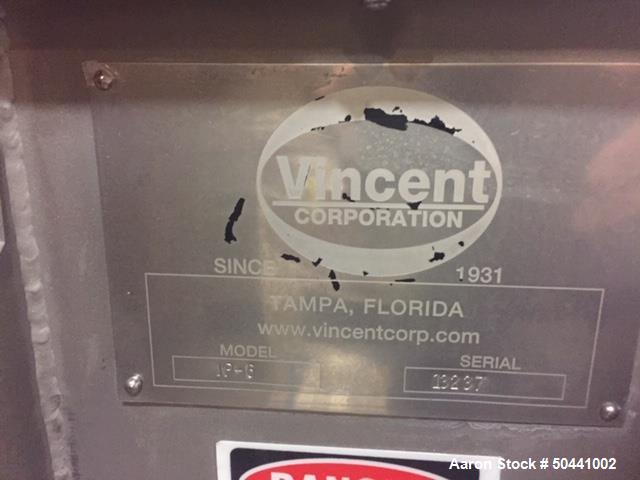 Vincent
CORPORATION
SINCE 1931
TAMPA, FLORIDA
www.vincentcorp.com
MODEL SERIAL
Aaron Stock # 50441002